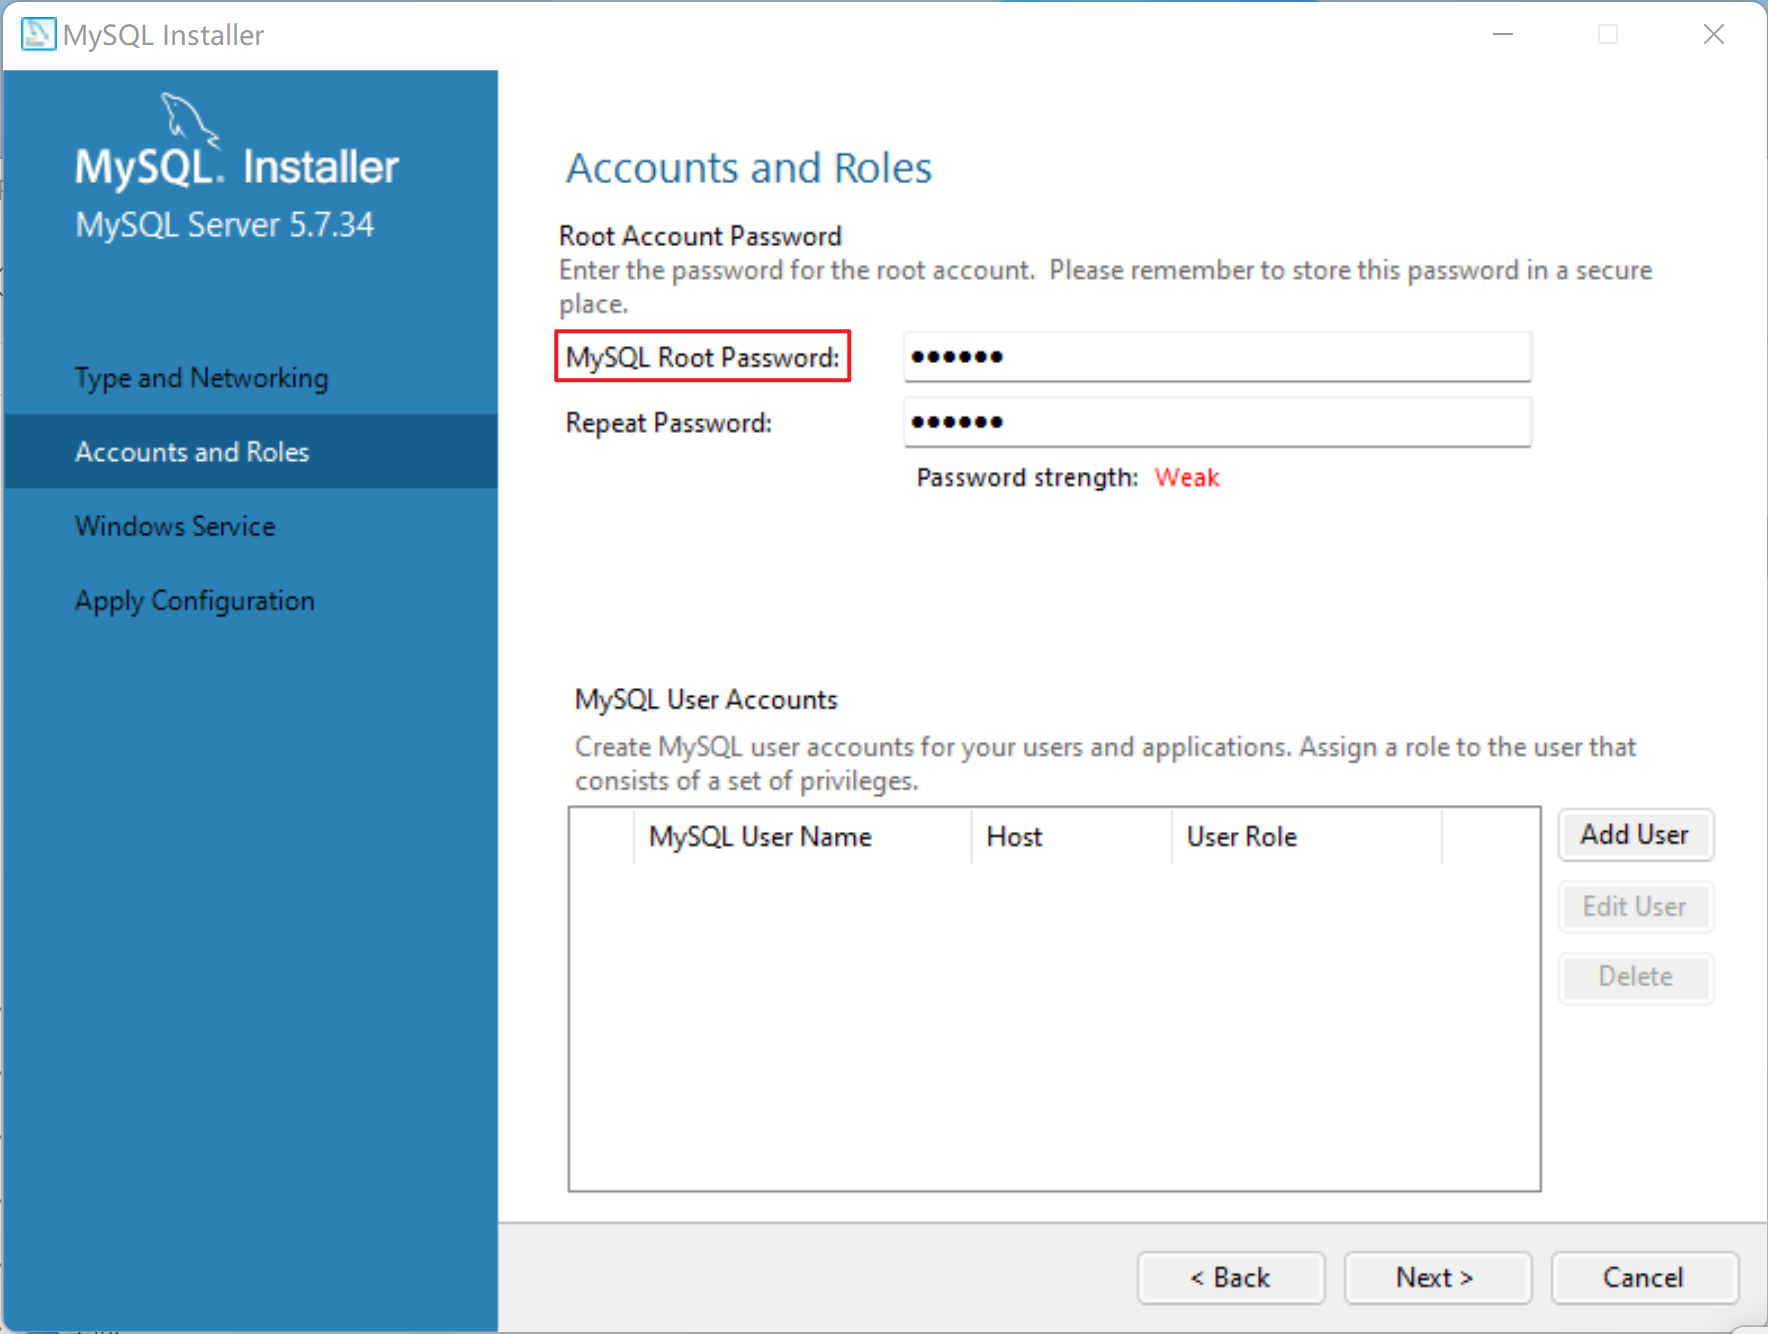 MySQL Installer
MySQL. Installer
MySQL Server 5.7.34
Type and Networking
Accounts and Roles
Windows Service
Apply Configuration
Accounts and Roles
Root Account Password
Enter the password for the root account.  Please remember to store this password in a secure
place.
MySQL Root Password: ●●●●●●
Repeat Password: ●●●●●●
Password strength: Weak
MySQL User Accounts
Create MySQL user accounts for your users and applications. Assign a role to the user that
consists of a set of privileges.
MySQL User Name Host User Role
Add User
Edit User
Delete
< Back Next > Cancel